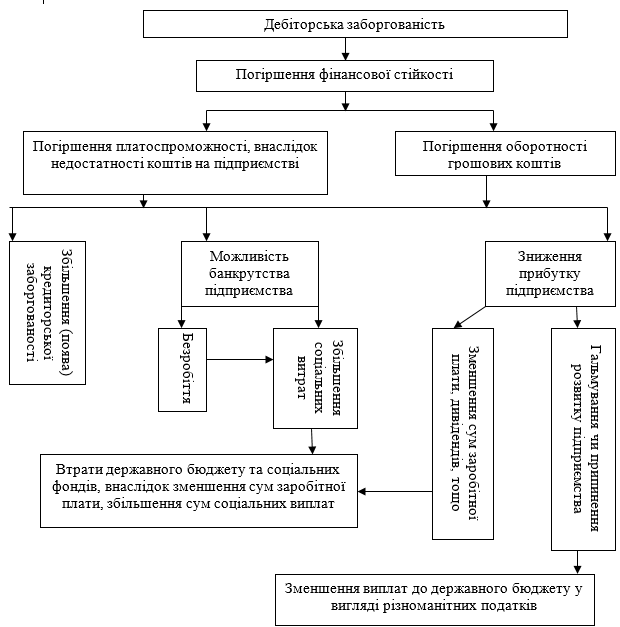 Дебіторська заборгованість
Погіршення фінансової стійкості
Погіршення платоспроможності, внаслідок
недостатності коштів на підприємстві
Погіршення оборотності
грошових коштів
Збільшення (поява)
кредиторської
заборгованості
Можливість
банкрутства
підприємства
Зниження
прибутку
підприємства
Безробіття
Збільшення
соціальних
витрат
Зменшення сум заробітної
плати, дивідендів, тощо
Гальмування чи припинення
розвитку підприємства
Втрати державного бюджету та соціальних
фондів, внаслідок зменшення сум заробітної
плати, збільшення сум соціальних виплат
Зменшення виплат до державного бюджету у
вигляді різноманітних податків